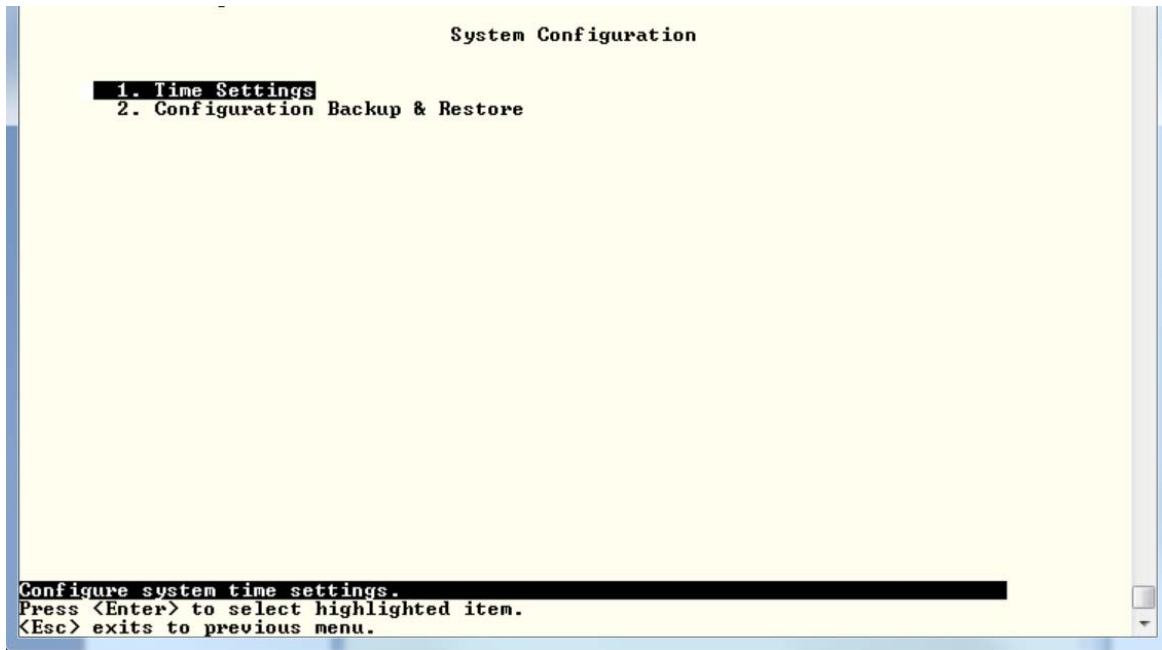 System Configuration
1. Time Settings
2. Configuration Backup & Restore
Configure system time settings.
Press <Enter> to select highlighted item.
<Esc> exits to previous menu.